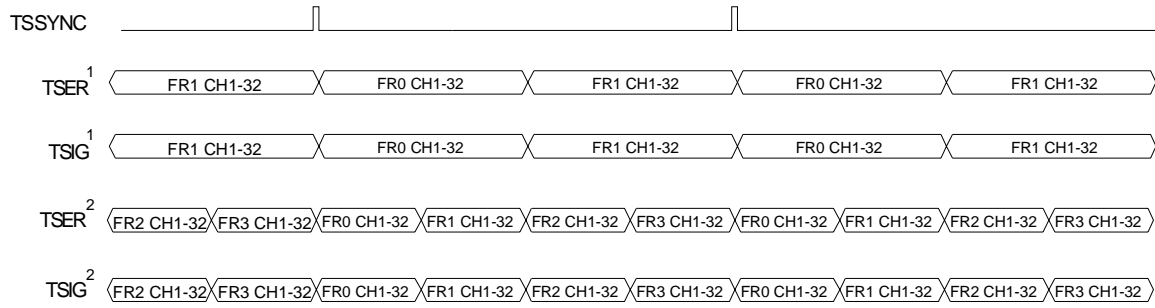 TSSYNC
TSER1 FR1 CH1-32 FR0 CH1-32 FR1 CH1-32 FR0 CH1-32 FR1 CH1-32
TSIG1 FR1 CH1-32 FR0 CH1-32 FR1 CH1-32 FR0 CH1-32 FR1 CH1-32
TSER2 FR2 CH1-32 FR3 CH1-32 FR0 CH1-32 FR1 CH1-32 FR2 CH1-32 FR3 CH1-32 FR0 CH1-32 FR1 CH1-32 FR2 CH1-32 FR3 CH1-32
TSIG2 FR2 CH1-32 FR3 CH1-32 FR0 CH1-32 FR1 CH1-32 FR2 CH1-32 FR3 CH1-32 FR0 CH1-32 FR1 CH1-32 FR2 CH1-32 FR3 CH1-32